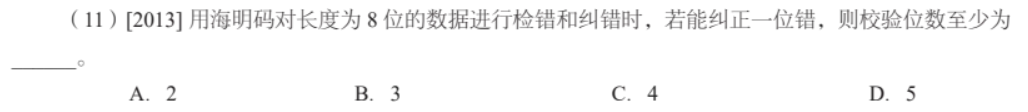 （11）[2013] 用海明码对长度为 8 位的数据进行检错和纠错时，若能纠正一位错，则校验位数至少为
______。
A. 2 B. 3 C. 4 D. 5